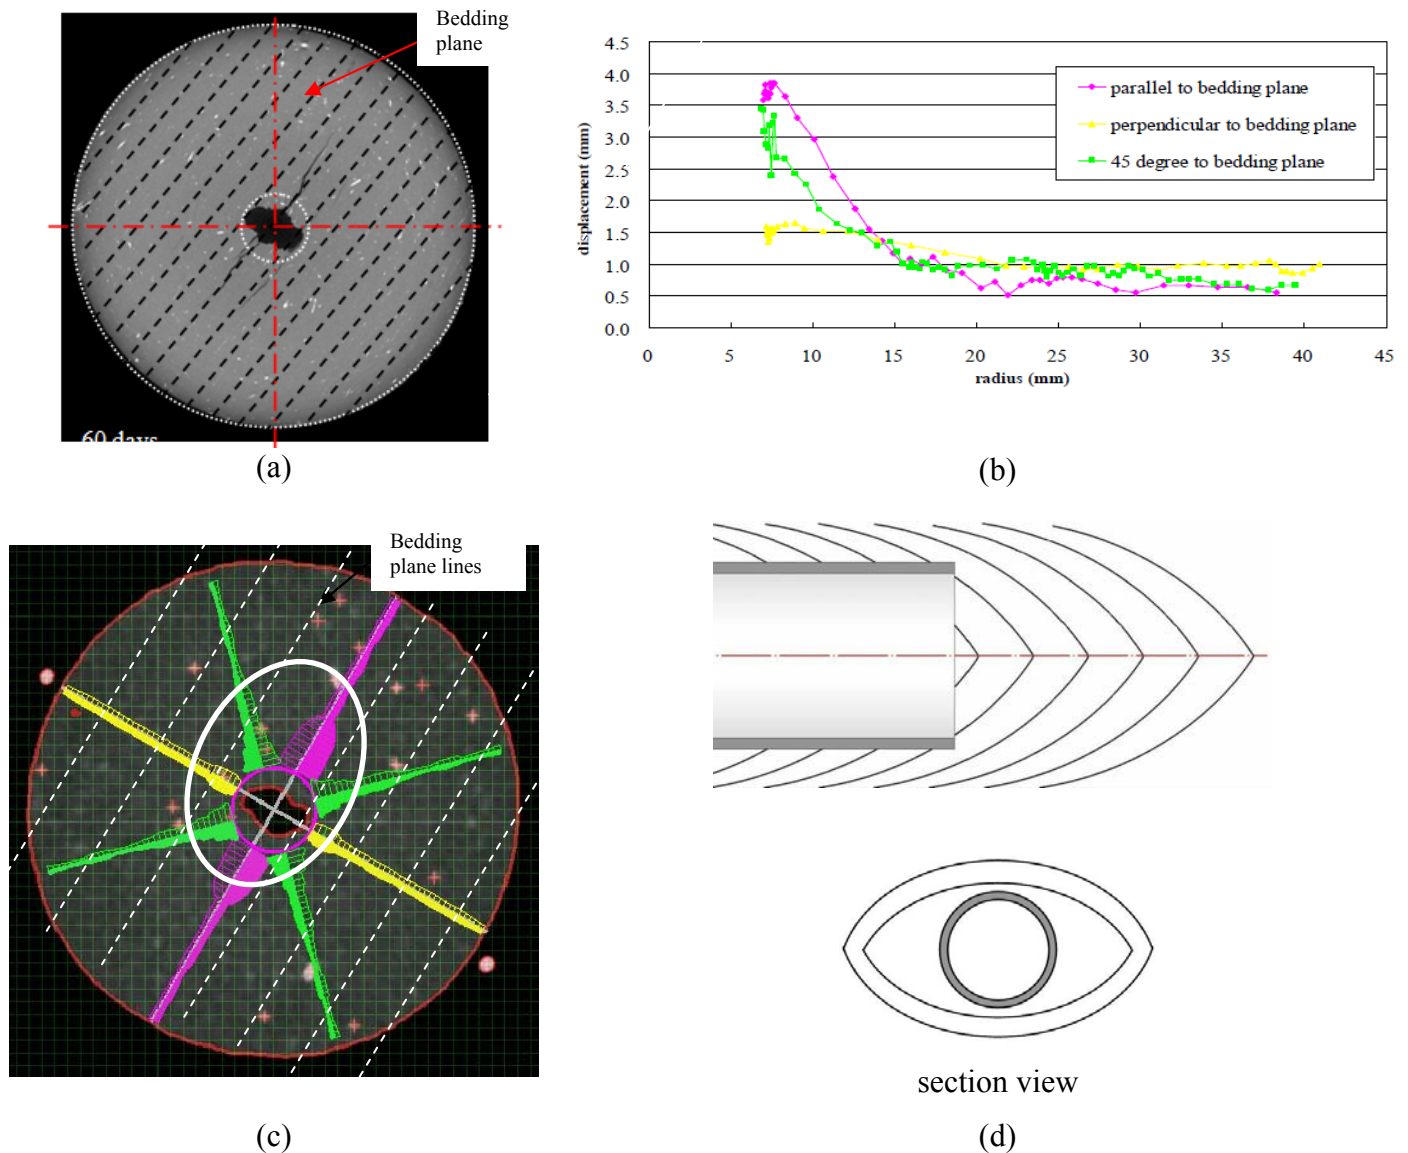 Bedding
plane
60 days
(a)
4.5
4.0
3.5
3.0
2.5
2.0
1.5
1.0
0.5
0.0
displacement (mm)
parallel to bedding plane
perpendicular to bedding plane
45 degree to bedding plane
0 5 10 15 20 25 30 35 40 45
radius (mm)
(b)
Bedding
plane lines
(c)
section view
(d)